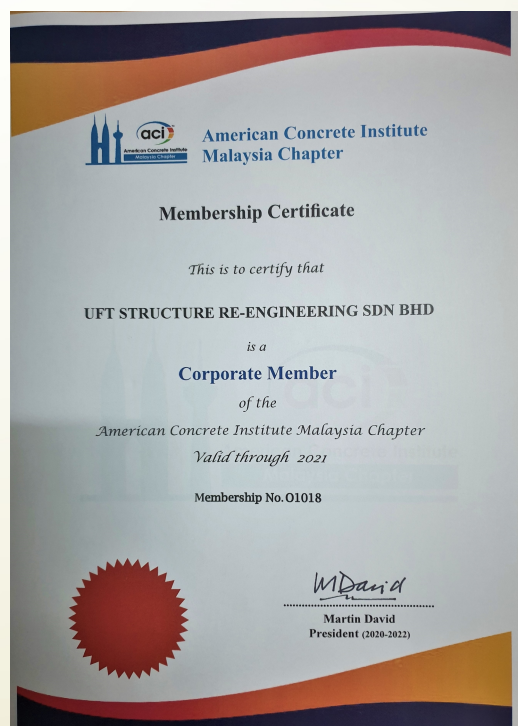 aci
American Concrete Institute
Malaysia Chapter
American Concrete Institute
Malaysia Chapter
Membership Certificate
This is to certify that
UFT STRUCTURE RE-ENGINEERING SDN BHD
is a
Corporate Member
of the
American Concrete Institute Malaysia Chapter
Valid through 2021
Membership No. O1018
MDavid
Martin David
President (2020-2022)